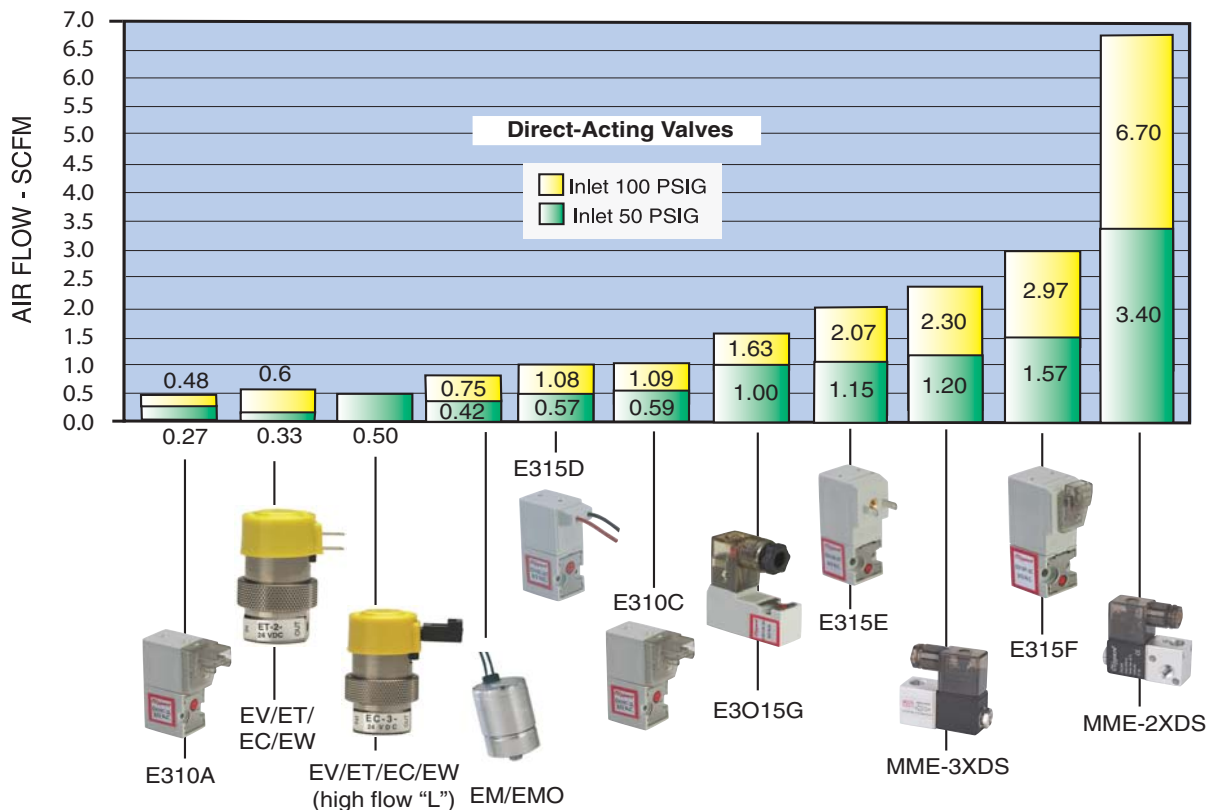 7.0
6.5
6.0
5.5
5.0
4.5
4.0
3.5
3.0
2.5
2.0
1.5
1.0
0.5
0.0
AIR FLOW - SCFM
Direct-Acting Valves
Inlet 100 PSIG
Inlet 50 PSIG
0.48
0.27
0.6
0.33
0.50
0.75
0.42
1.08
0.57
1.09
0.59
1.63
1.00
2.07
1.15
2.30
1.20
2.97
1.57
6.70
3.40
E310A
EV/ET/
EC/EW
ET-2-
24 VDC
OUT
EV/ET/EC/EW
(high flow “L”)
EC-3-
24 VDC
OUT
EM/EMO
E315D
E310C
E3O15G
E315E
MME-3XDS
E315F
MME-2XDS